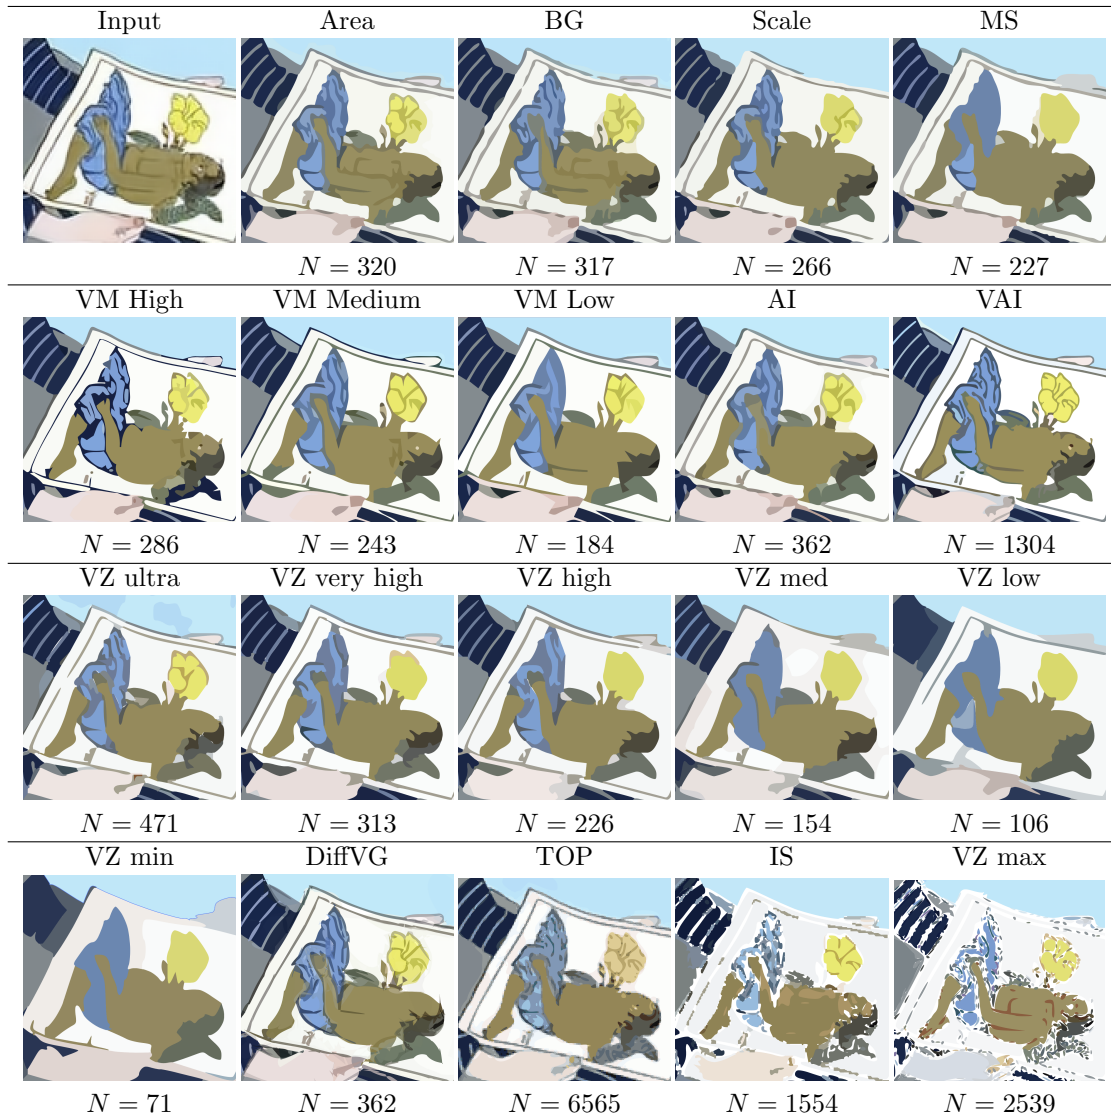 Input Area BG Scale MS
N = 320 N = 317 N = 266 N = 227
VM High VM Medium VM Low AI VAI
N = 286 N = 243 N = 184 N = 362 N = 1304
VZ ultra VZ very high VZ high VZ med VZ low
N = 471 N = 313 N = 226 N = 154 N = 106
VZ min DiffVG TOP IS VZ max
N = 71 N = 362 N = 6565 N = 1554 N = 2539